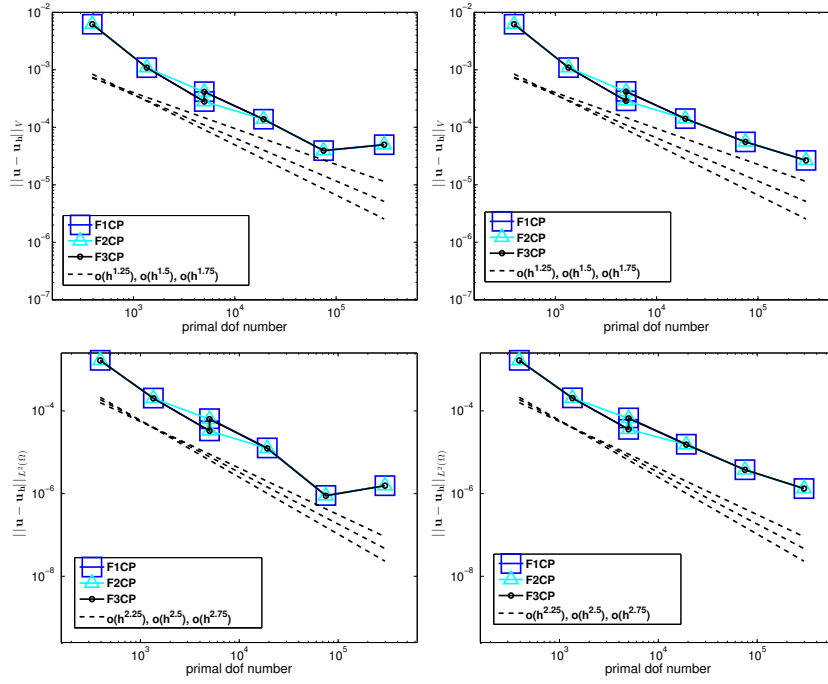 10^-2
10^-3
10^-4
10^-5
10^-6
10^-7
||u − u_h||_V
F1CP
F2CP
F3CP
o(h^1.25), o(h^1.5), o(h^1.75)
10^3
10^4
10^5
primal dof number
10^-2
10^-3
10^-4
10^-5
10^-6
10^-7
||u − u_h||_V
F1CP
F2CP
F3CP
o(h^1.25), o(h^1.5), o(h^1.75)
10^3
10^4
10^5
primal dof number
10^-4
10^-6
10^-8
||u − u_h||_L²(Ω)
F1CP
F2CP
F3CP
o(h^2.25), o(h^2.5), o(h^2.75)
10^3
10^4
10^5
primal dof number
10^-4
10^-6
10^-8
||u − u_h||_L²(Ω)
F1CP
F2CP
F3CP
o(h^2.25), o(h^2.5), o(h^2.75)
10^3
10^4
10^5
primal dof number